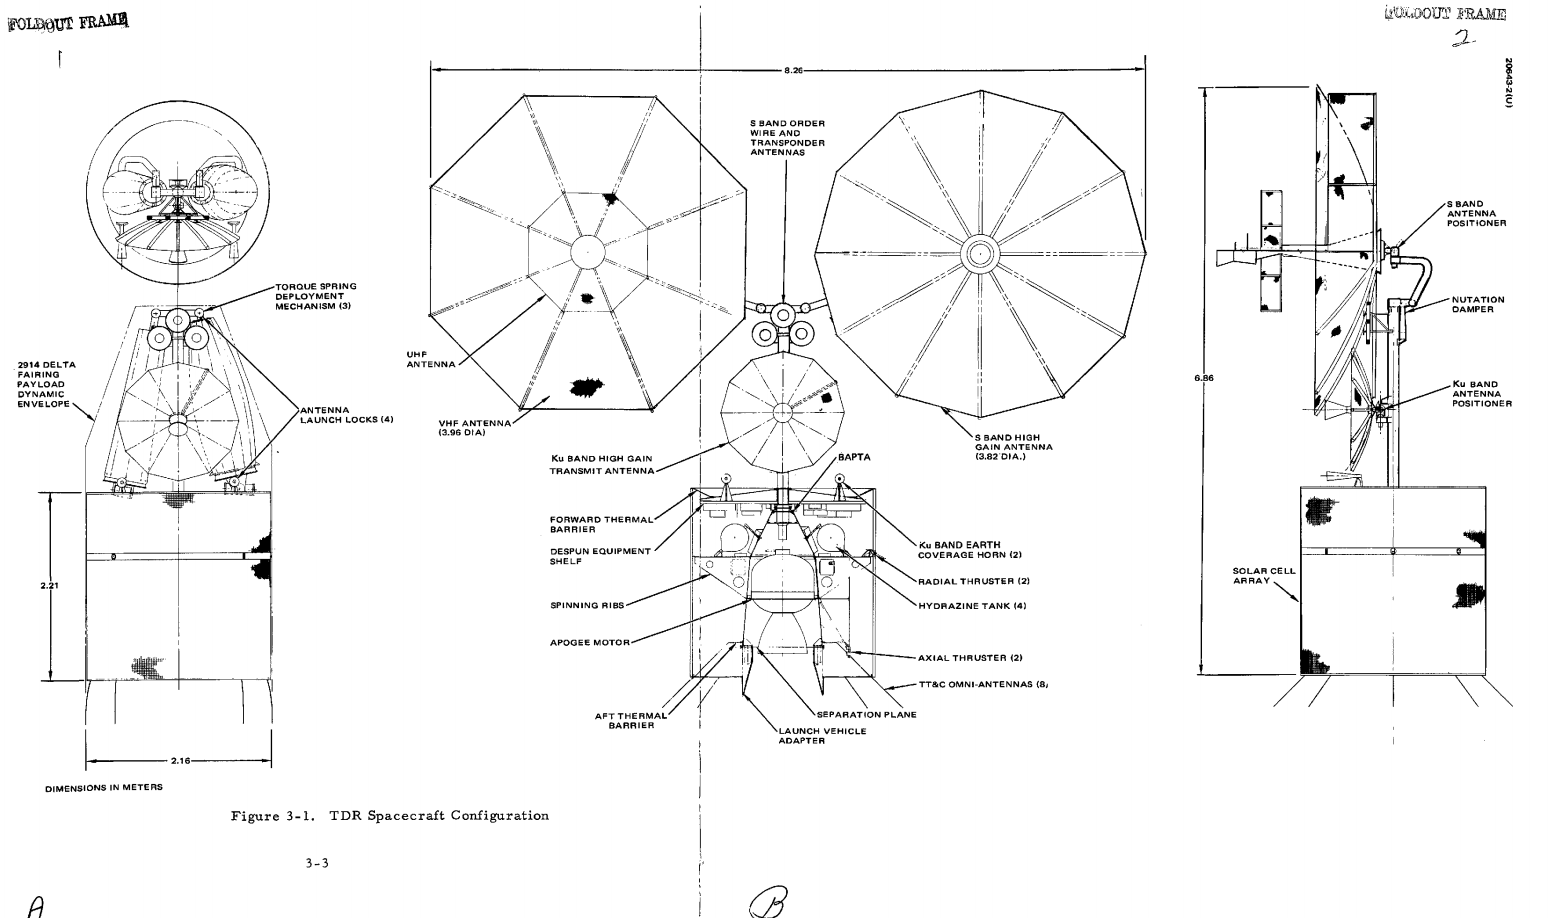 FOLDOUT FRAME
1
FOLDOUT FRAME
2
20643-2(U)
8.26
S BAND ORDER
WIRE AND
TRANSPONDER
ANTENNAS
S BAND
ANTENNA
POSITIONER
TORQUE SPRING
DEPLOYMENT
MECHANISM (3)
NUTATION
DAMPER
2914 DELTA
FAIRING
PAYLOAD
DYNAMIC
ENVELOPE
UHF
ANTENNA
6.86
Ku BAND
ANTENNA
POSITIONER
ANTENNA
LAUNCH LOCKS (4)
VHF ANTENNA
(3.96 DIA)
S BAND HIGH
GAIN ANTENNA
(3.82 DIA.)
Ku BAND HIGH GAIN
TRANSMIT ANTENNA
BAPTA
FORWARD THERMAL
BARRIER
DESPUN EQUIPMENT
SHELF
Ku BAND EARTH
COVERAGE HORN (2)
2.21
RADIAL THRUSTER (2)
SOLAR CELL
ARRAY
SPINNING RIBS
HYDRAZINE TANK (4)
APOGEE MOTOR
AXIAL THRUSTER (2)
TT&C OMNI-ANTENNAS (8)
AFT THERMAL
BARRIER
SEPARATION PLANE
LAUNCH VEHICLE
ADAPTER
2.16
DIMENSIONS IN METERS
Figure 3-1. TDR Spacecraft Configuration
3-3
A
B